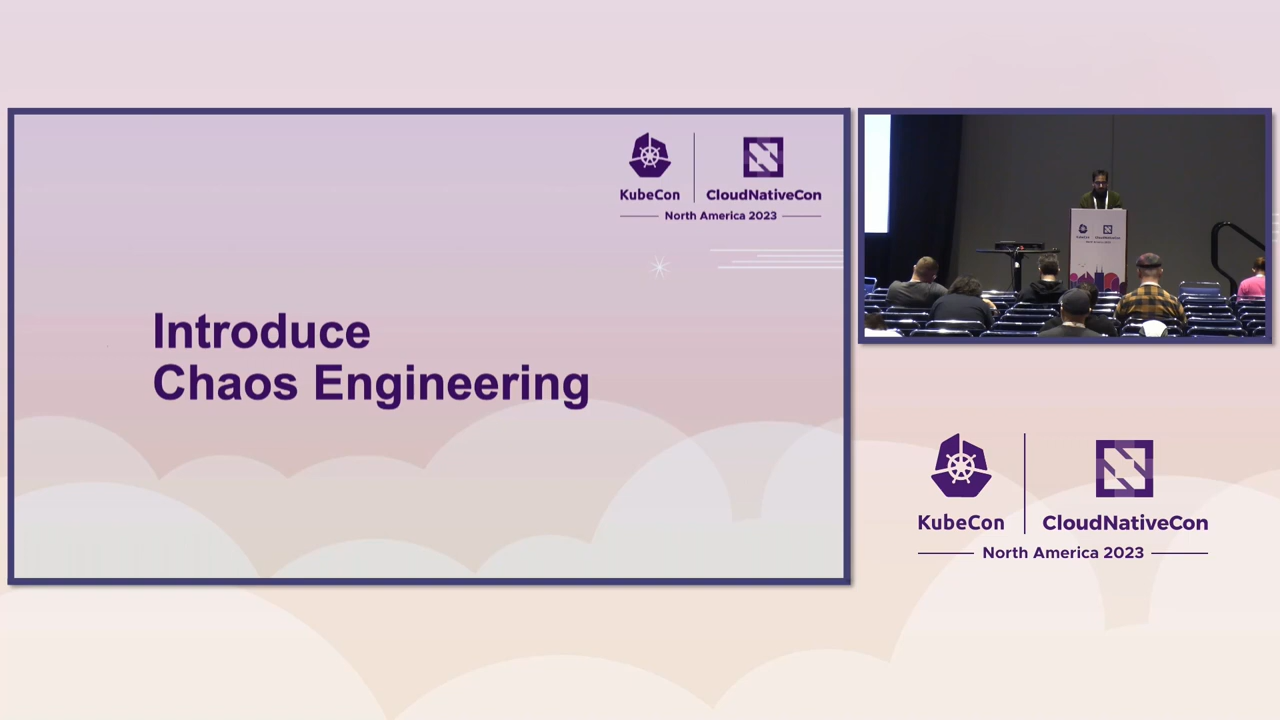 KubeCon
CloudNativeCon
North America 2023
Introduce
Chaos Engineering
KubeCon
CloudNativeCon
North America 2023